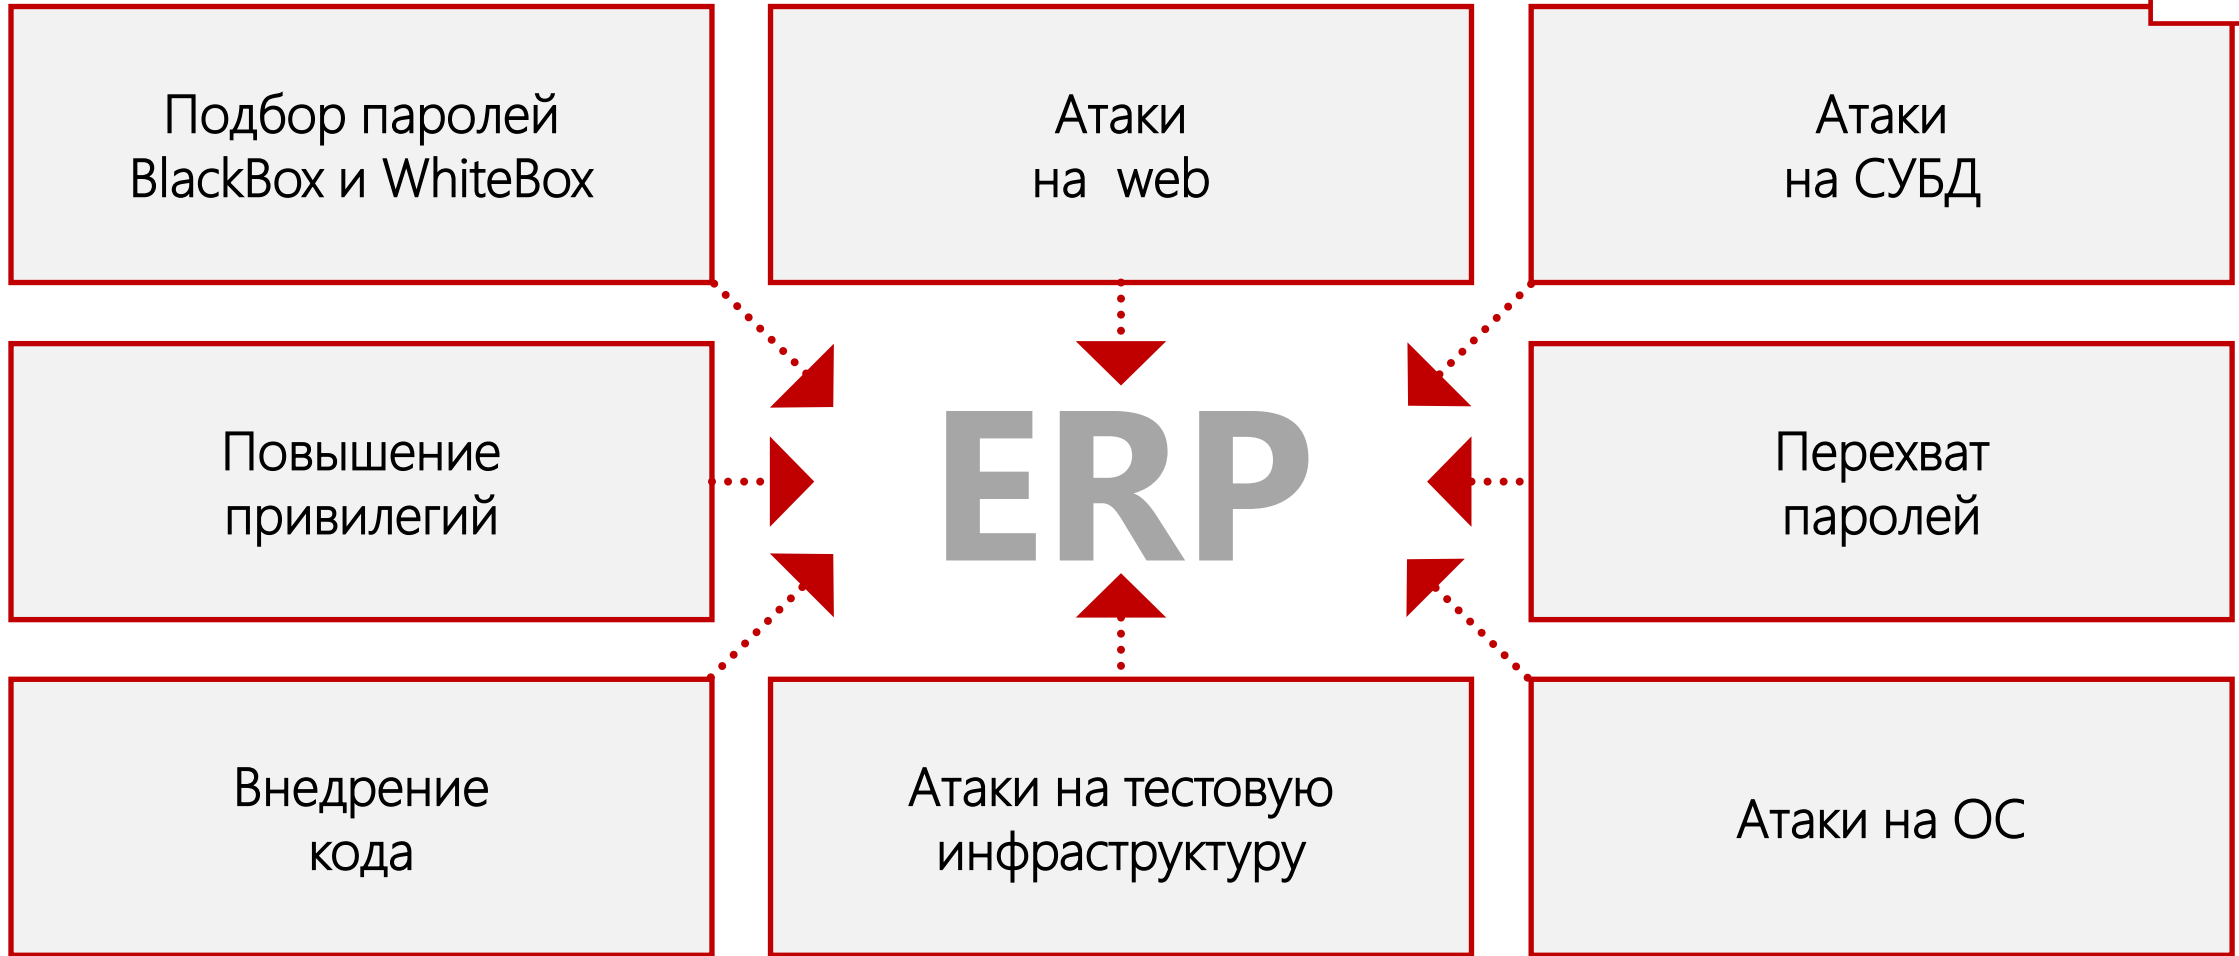 Подбор паролей
BlackBox и WhiteBox
Атаки
на web
Атаки
на СУБД
Повышение
привилегий
ERP
Перехват
паролей
Внедрение
кода
Атаки на тестовую
инфраструктуру
Атаки на ОС